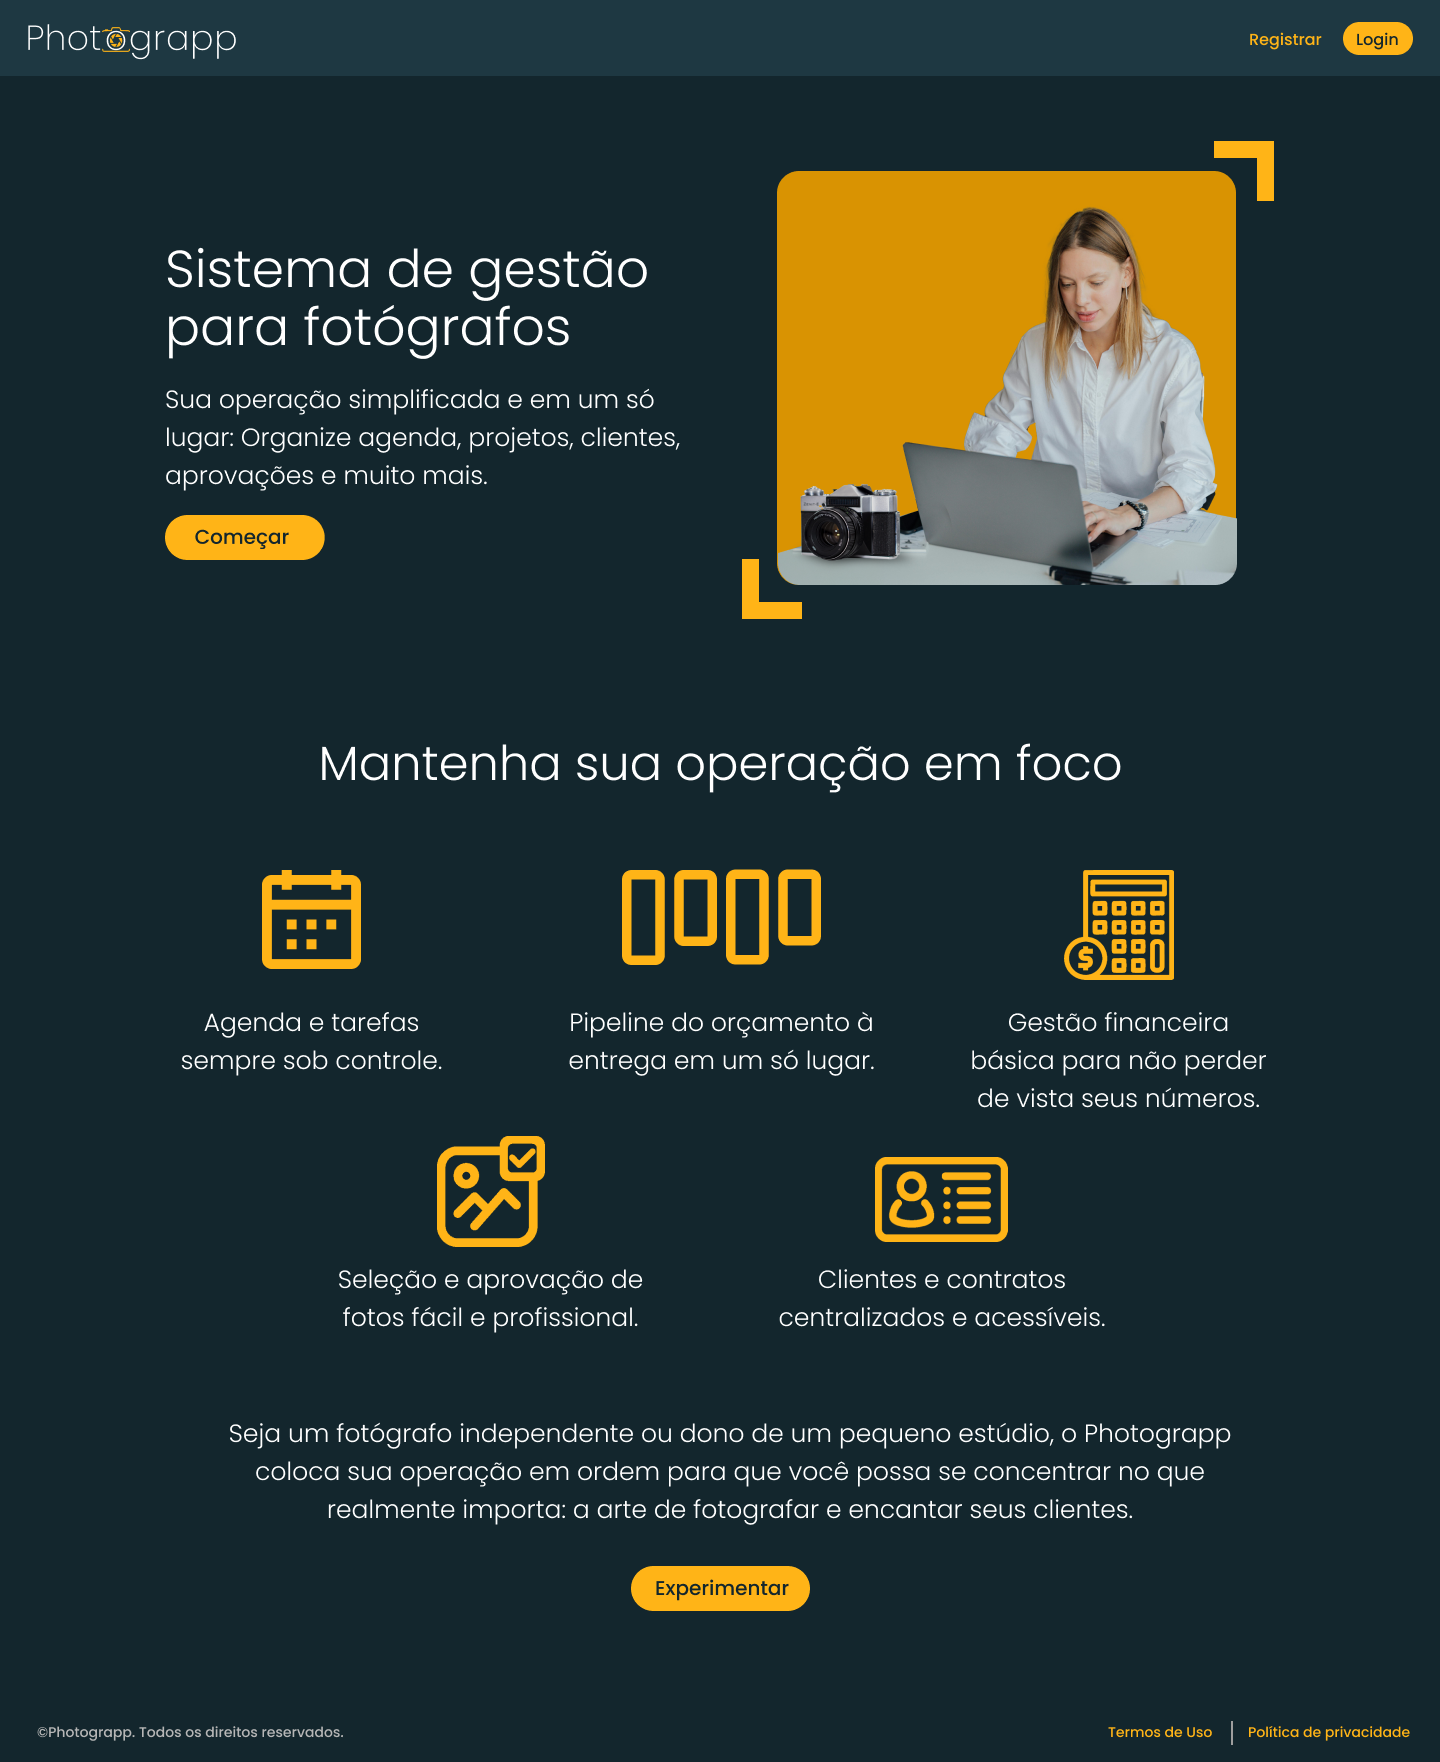 Photograpp
Registrar
Login
Sistema de gestão
para fotógrafos
Sua operação simplificada e em um só
lugar: Organize agenda, projetos, clientes,
aprovações e muito mais.
Começar
Mantenha sua operação em foco
Agenda e tarefas
sempre sob controle.
Pipeline do orçamento à
entrega em um só lugar.
Gestão financeira
básica para não perder
de vista seus números.
Seleção e aprovação de
fotos fácil e profissional.
Clientes e contratos
centralizados e acessíveis.
Seja um fotógrafo independente ou dono de um pequeno estúdio, o Photograpp
coloca sua operação em ordem para que você possa se concentrar no que
realmente importa: a arte de fotografar e encantar seus clientes.
Experimentar
©Photograpp. Todos os direitos reservados.
Termos de Uso
Política de privacidade